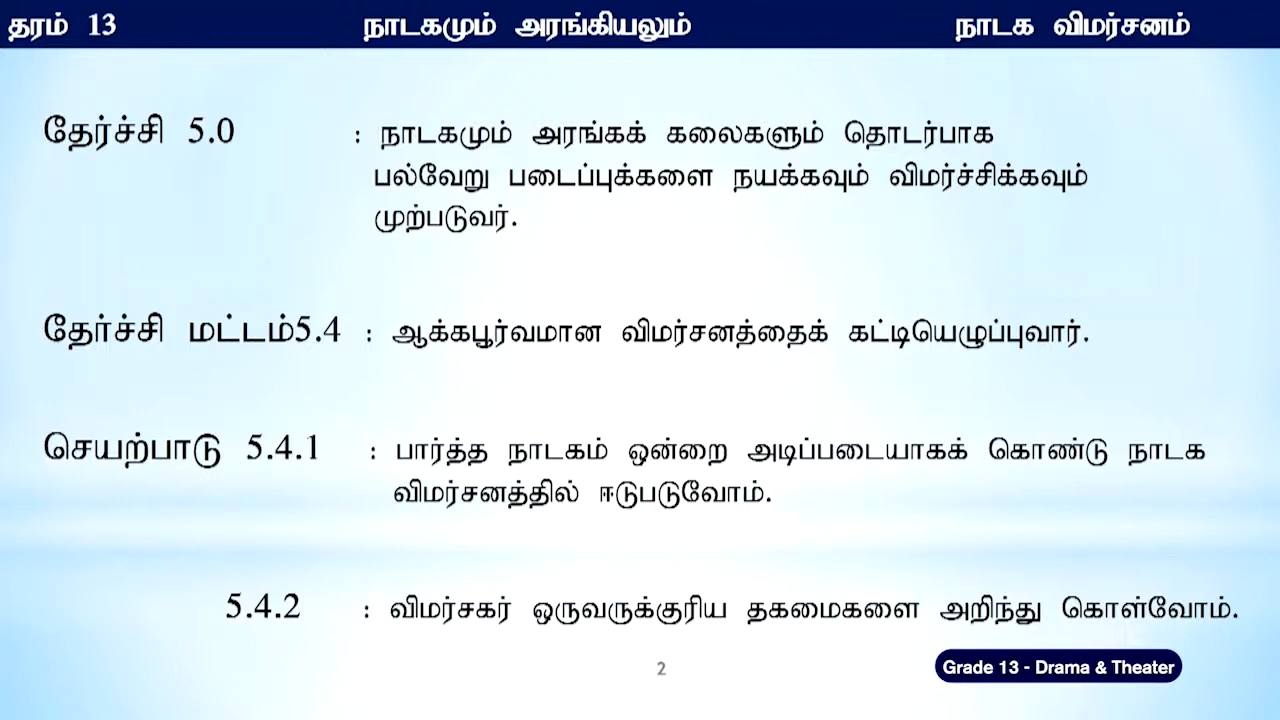 தரம் 13 நாடகமும் அரங்கியலும் நாடக விமர்சனம்
தேர்ச்சி 5.0 : நாடகமும் அரங்கக் கலைகளும் தொடர்பாக
பல்வேறு படைப்புக்களை நயக்கவும் விமர்ச்சிக்கவும்
முற்படுவர்.
தேர்ச்சி மட்டம்5.4 : ஆக்கபூர்வமான விமர்சனத்தைக் கட்டியெழுப்புவார்.
செயற்பாடு 5.4.1 : பார்த்த நாடகம் ஒன்றை அடிப்படையாகக் கொண்டு நாடக
விமர்சனத்தில் ஈடுபடுவோம்.
5.4.2 : விமர்சகர் ஒருவருக்குரிய தகமைகளை அறிந்து கொள்வோம்.
2
Grade 13 - Drama & Theater